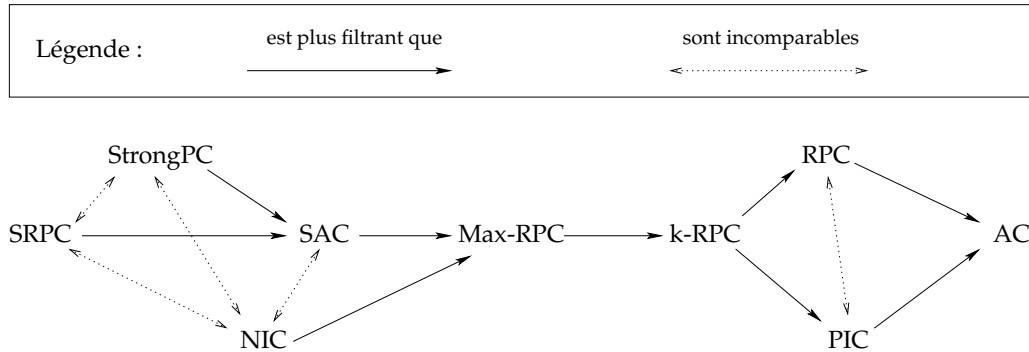 Légende :
est plus filtrant que
sont incomparables
StrongPC
RPC
SRPC
SAC
Max-RPC
k-RPC
AC
NIC
PIC